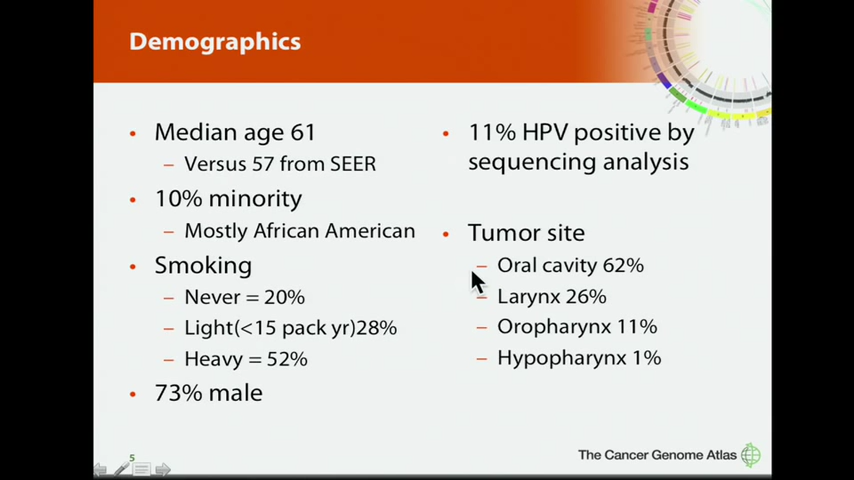 Demographics
• Median age 61
– Versus 57 from SEER
• 10% minority
– Mostly African American
• Smoking
– Never = 20%
– Light(<15 pack yr)28%
– Heavy = 52%
• 73% male
• 11% HPV positive by
sequencing analysis
• Tumor site
– Oral cavity 62%
– Larynx 26%
– Oropharynx 11%
– Hypopharynx 1%
5
The Cancer Genome Atlas